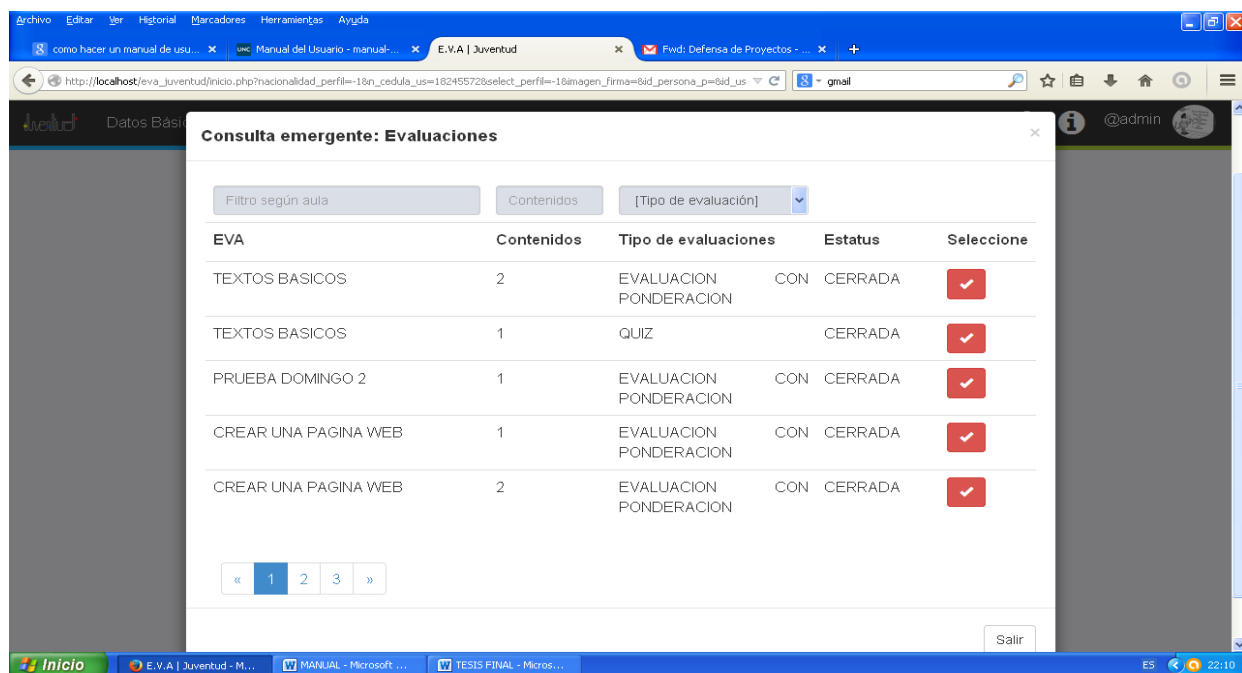 Archivo Editar Ver Historial Marcadores Herramientas Ayuda
como hacer un manual de usu... Manual del Usuario - manual-... E.V.A | Juventud Fwd: Defensa de Proyectos - ...
http://localhost/eva_juventud/inicio.php?nacionalidad_perfil=-1&n_cedula_us=18245572&select_perfil=-1&imagen_firma=&id_persona_p=&id_us gmail
Juventud Datos Básic @admin
Consulta emergente: Evaluaciones ×
Filtro según aula Contenidos [Tipo de evaluación]
EVA Contenidos Tipo de evaluaciones Estatus Seleccione
TEXTOS BASICOS 2 EVALUACION CON CERRADA
PONDERACION
TEXTOS BASICOS 1 QUIZ CERRADA
PRUEBA DOMINGO 2 1 EVALUACION CON CERRADA
PONDERACION
CREAR UNA PAGINA WEB 1 EVALUACION CON CERRADA
PONDERACION
CREAR UNA PAGINA WEB 2 EVALUACION CON CERRADA
PONDERACION
« 1 2 3 »
Salir
Inicio E.V.A | Juventud - M... MANUAL - Microsoft ... TESIS FINAL - Micros... ES 22:10